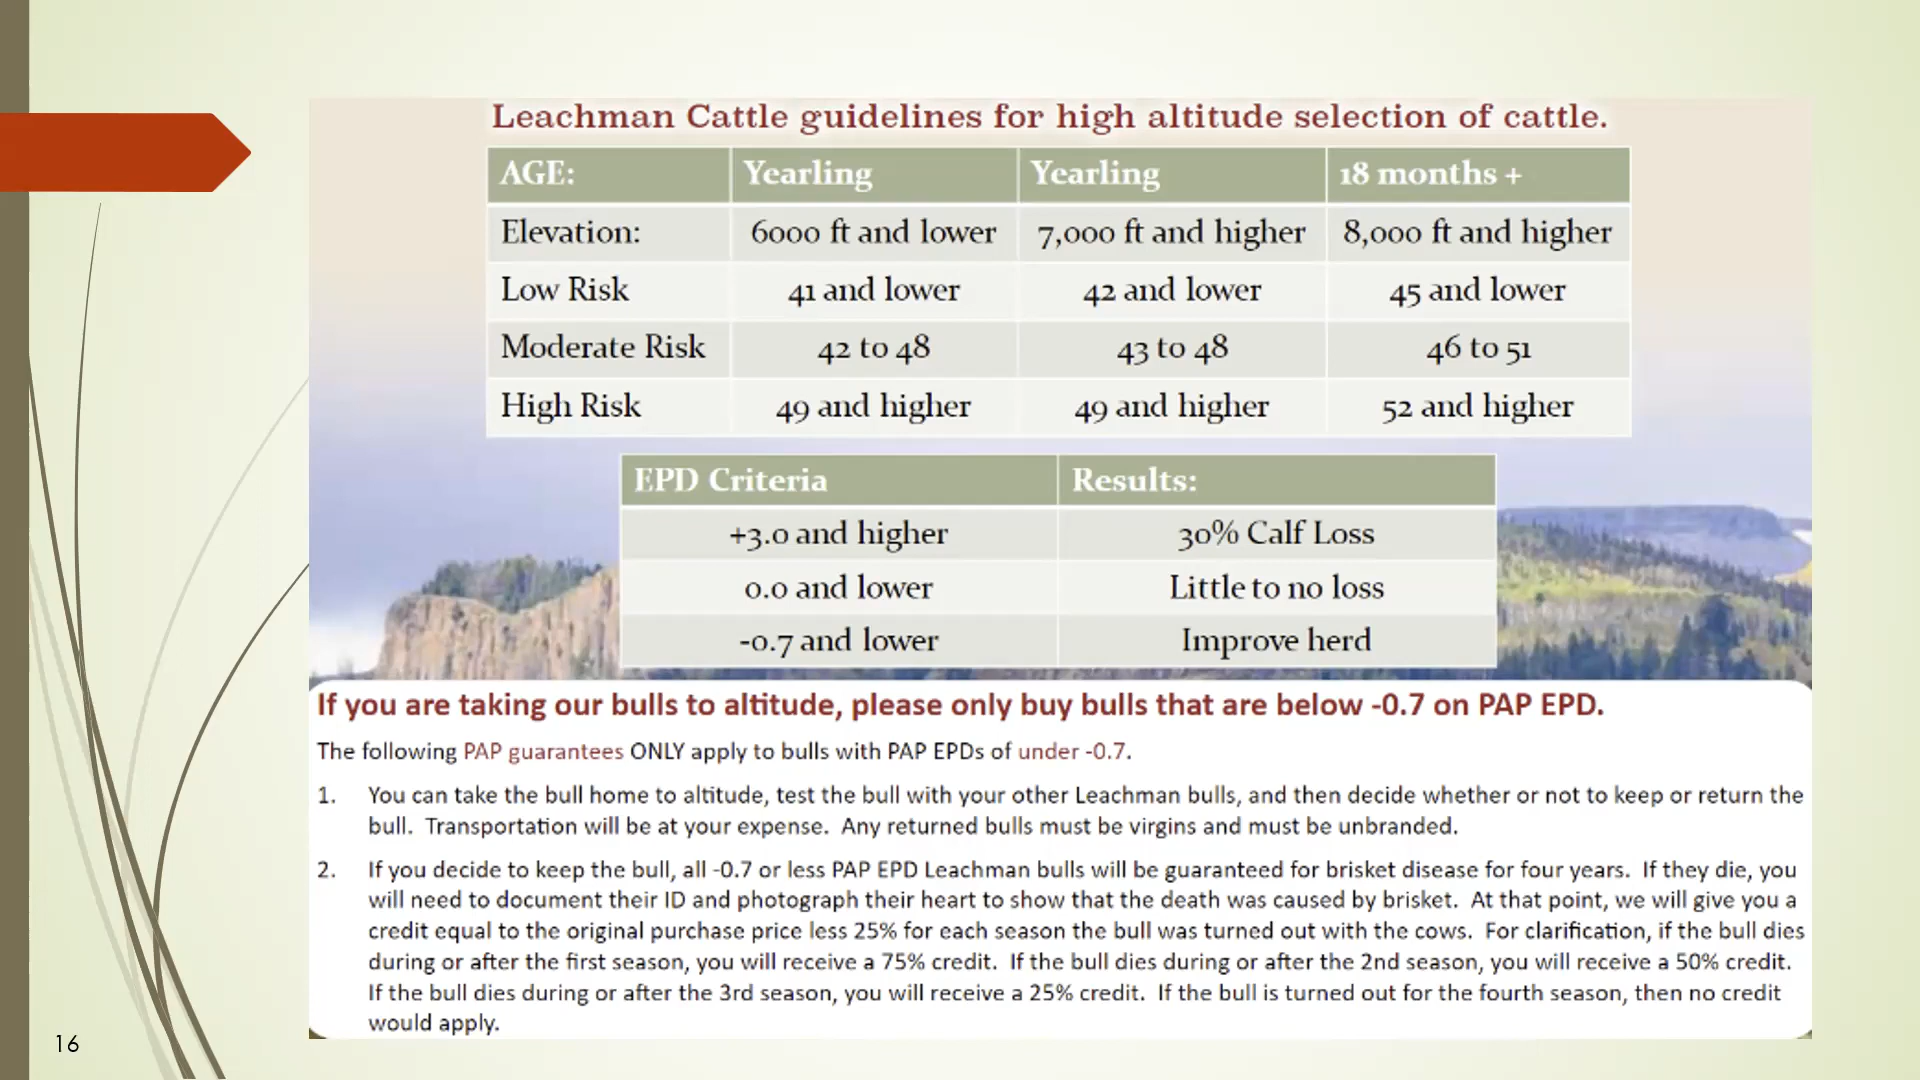 Leachman Cattle guidelines for high altitude selection of cattle.
AGE: Yearling Yearling 18 months +
Elevation: 6000 ft and lower 7,000 ft and higher 8,000 ft and higher
Low Risk 41 and lower 42 and lower 45 and lower
Moderate Risk 42 to 48 43 to 48 46 to 51
High Risk 49 and higher 49 and higher 52 and higher
EPD Criteria Results:
+3.0 and higher 30% Calf Loss
0.0 and lower Little to no loss
-0.7 and lower Improve herd
If you are taking our bulls to altitude, please only buy bulls that are below -0.7 on PAP EPD.
The following PAP guarantees ONLY apply to bulls with PAP EPDs of under -0.7.
1. You can take the bull home to altitude, test the bull with your other Leachman bulls, and then decide whether or not to keep or return the
bull. Transportation will be at your expense. Any returned bulls must be virgins and must be unbranded.
2. If you decide to keep the bull, all -0.7 or less PAP EPD Leachman bulls will be guaranteed for brisket disease for four years. If they die, you
will need to document their ID and photograph their heart to show that the death was caused by brisket. At that point, we will give you a
credit equal to the original purchase price less 25% for each season the bull was turned out with the cows. For clarification, if the bull dies
during or after the first season, you will receive a 75% credit. If the bull dies during or after the 2nd season, you will receive a 50% credit.
If the bull dies during or after the 3rd season, you will receive a 25% credit. If the bull is turned out for the fourth season, then no credit
would apply.
16